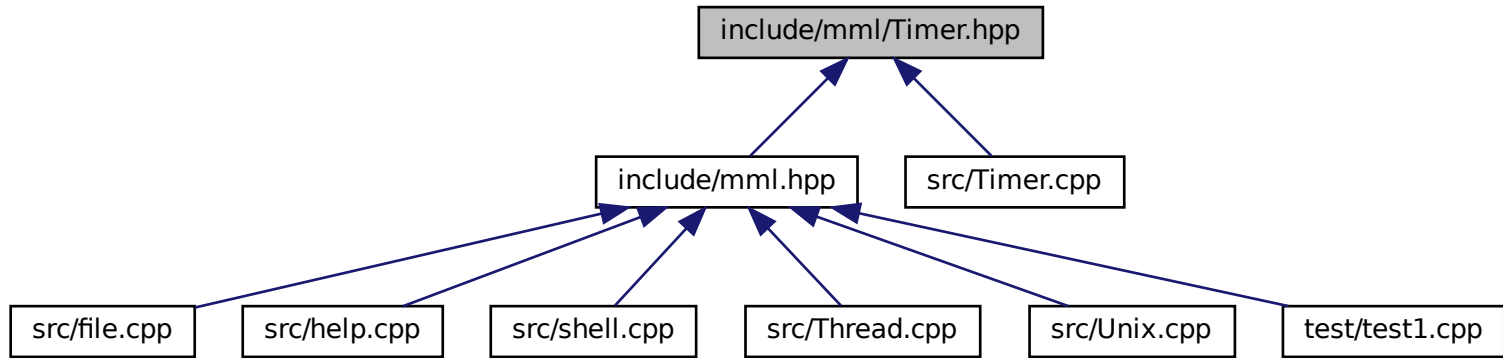 include/mml/Timer.hpp
include/mml.hpp
src/Timer.cpp
src/file.cpp
src/help.cpp
src/shell.cpp
src/Thread.cpp
src/Unix.cpp
test/test1.cpp